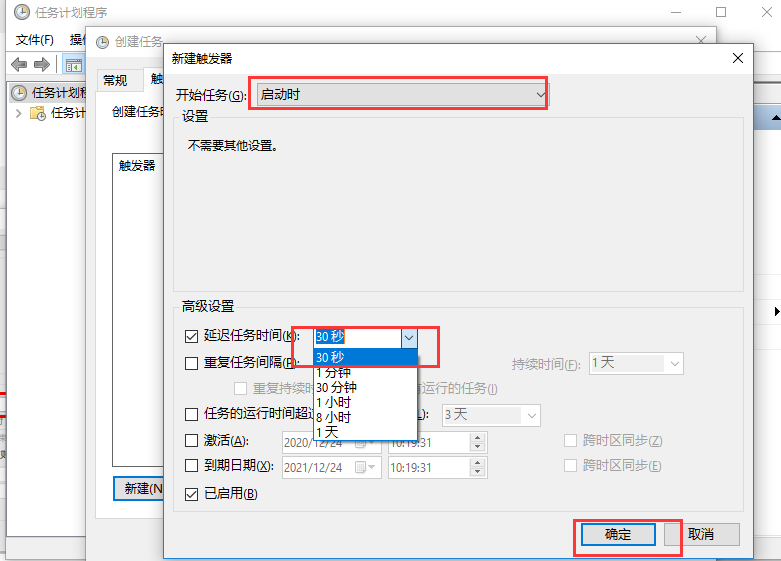 任务计划程序
文件(F)
创建任务
新建触发器
常规
开始任务(G):
启动时
任务计划
设置
创建任务
不需要其他设置。
触发器
高级设置
延迟任务时间(K):
30 秒
30 秒
1 分钟
30 分钟
1 小时
8 小时
1 天
重复任务间隔(P):
持续时间(F):
1 天
重复持续
运行的任务(I)
任务的运行时间超
3 天
激活(A):
2020/12/24
10:19:31
跨时区同步(Z)
到期日期(X):
2021/12/24
10:19:31
跨时区同步(E)
新建(N
已启用(B)
确定
取消